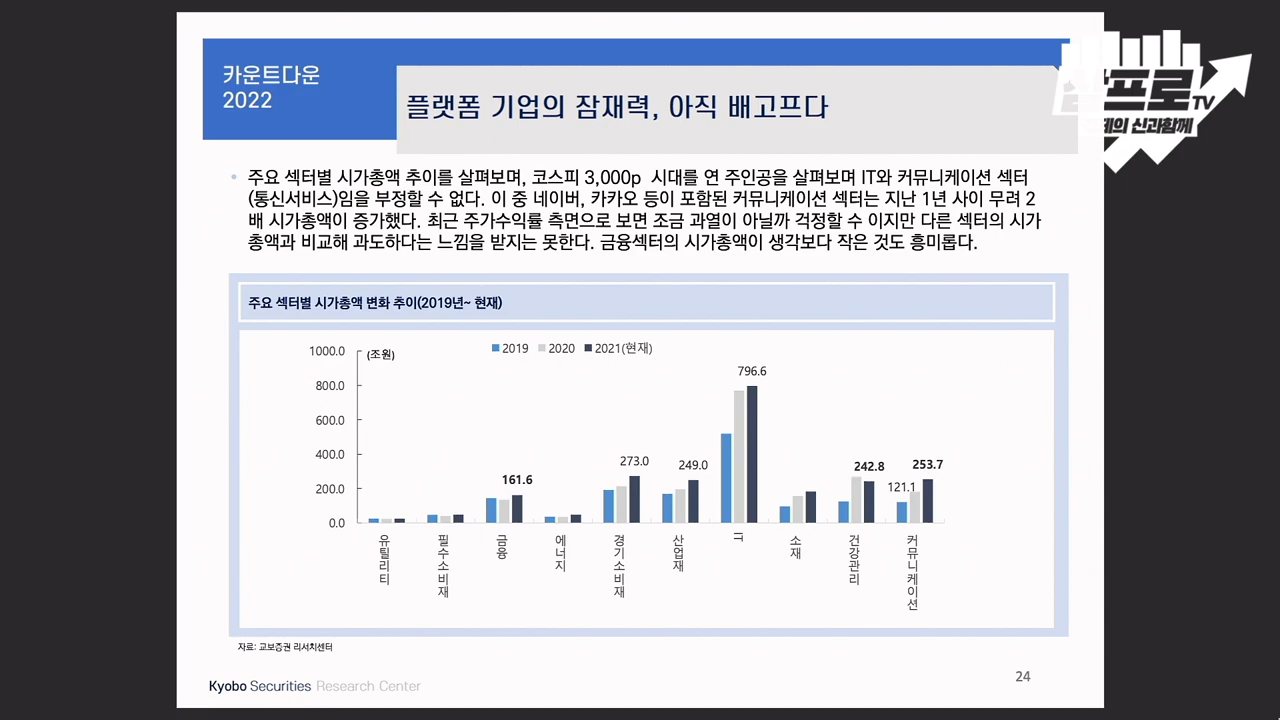 카운트다운
2022
플랫폼 기업의 잠재력, 아직 배고프다
프로TV
의 신과함께
• 주요 섹터별 시가총액 추이를 살펴보며, 코스피 3,000p 시대를 연 주인공을 살펴보며 IT와 커뮤니케이션 섹터
(통신서비스)임을 부정할 수 없다. 이 중 네이버, 카카오 등이 포함된 커뮤니케이션 섹터는 지난 1년 사이 무려 2
배 시가총액이 증가했다. 최근 주가수익률 측면으로 보면 조금 과열이 아닐까 걱정할 수 이지만 다른 섹터의 시가
총액과 비교해 과도하다는 느낌을 받지는 못한다. 금융섹터의 시가총액이 생각보다 작은 것도 흥미롭다.
주요 섹터별 시가총액 변화 추이(2019년~ 현재)
(조원)
2019 2020 2021(현재)
1000.0
800.0
600.0
400.0
200.0
0.0
161.6
273.0
249.0
796.6
242.8
121.1
253.7
유틸리티
필수소비재
금융
에너지
경기소비재
산업재
IT
소재
건강관리
커뮤니케이션
자료: 교보증권 리서치센터
Kyobo Securities Research Center
24